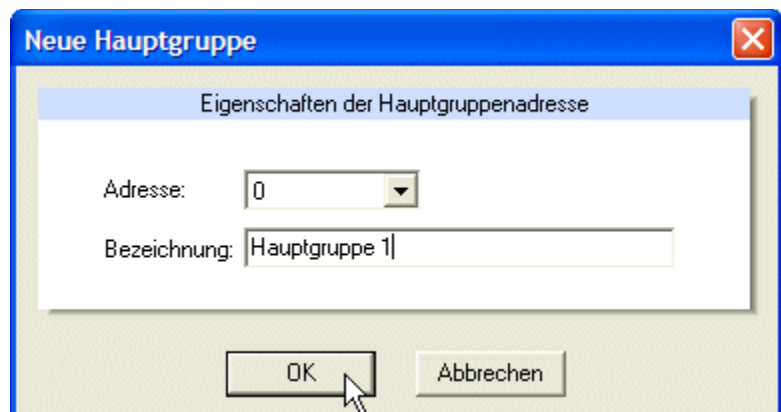 Neue Hauptgruppe
Eigenschaften der Hauptgruppenadresse
Adresse: 0
Bezeichnung: Hauptgruppe 1
OK Abbrechen